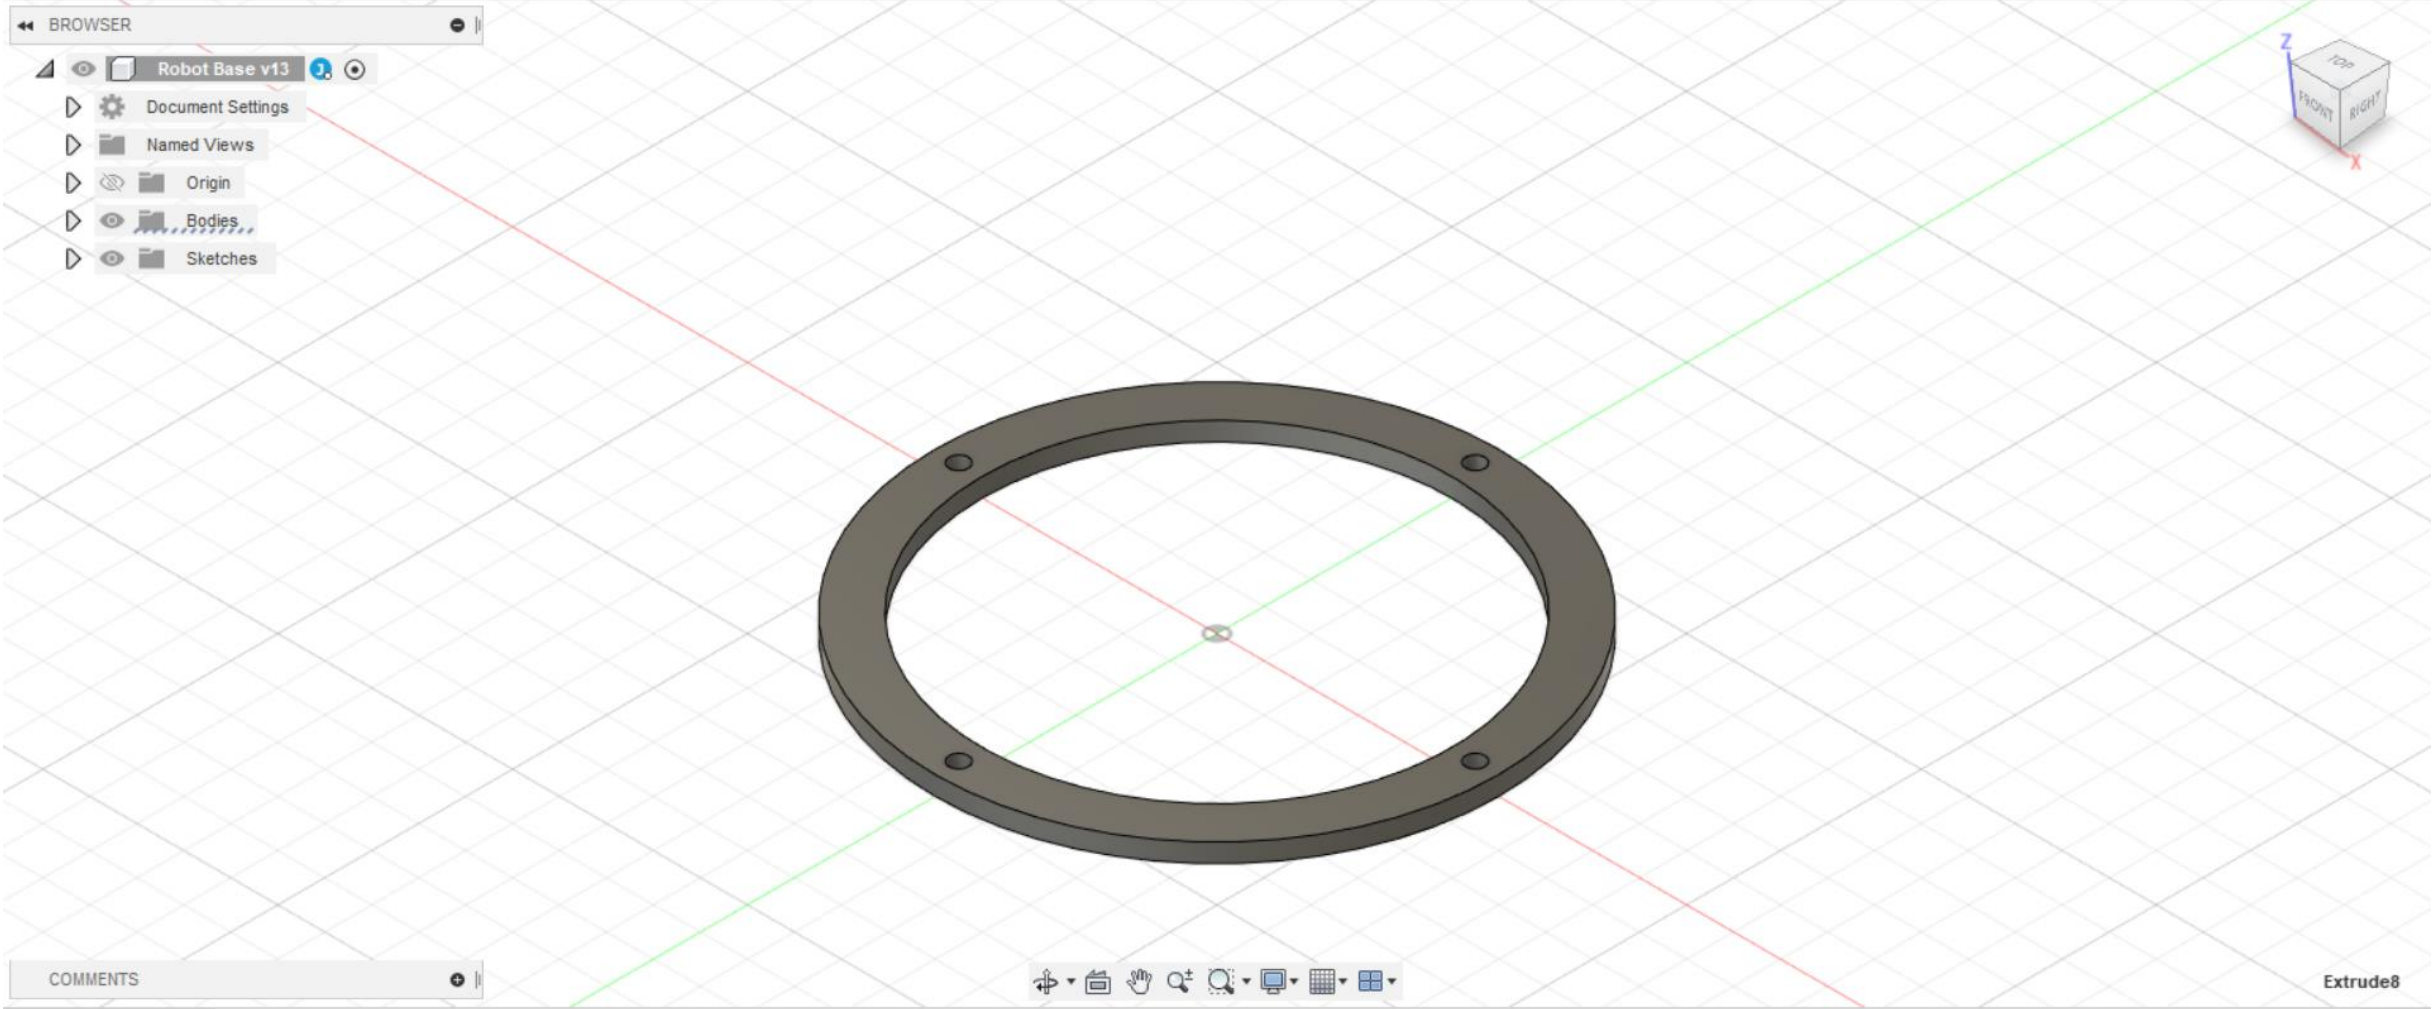 BROWSER
Robot Base v13
Document Settings
Named Views
Origin
Bodies
Sketches
Z
TOP
FRONT
RIGHT
X
COMMENTS
Extrude8